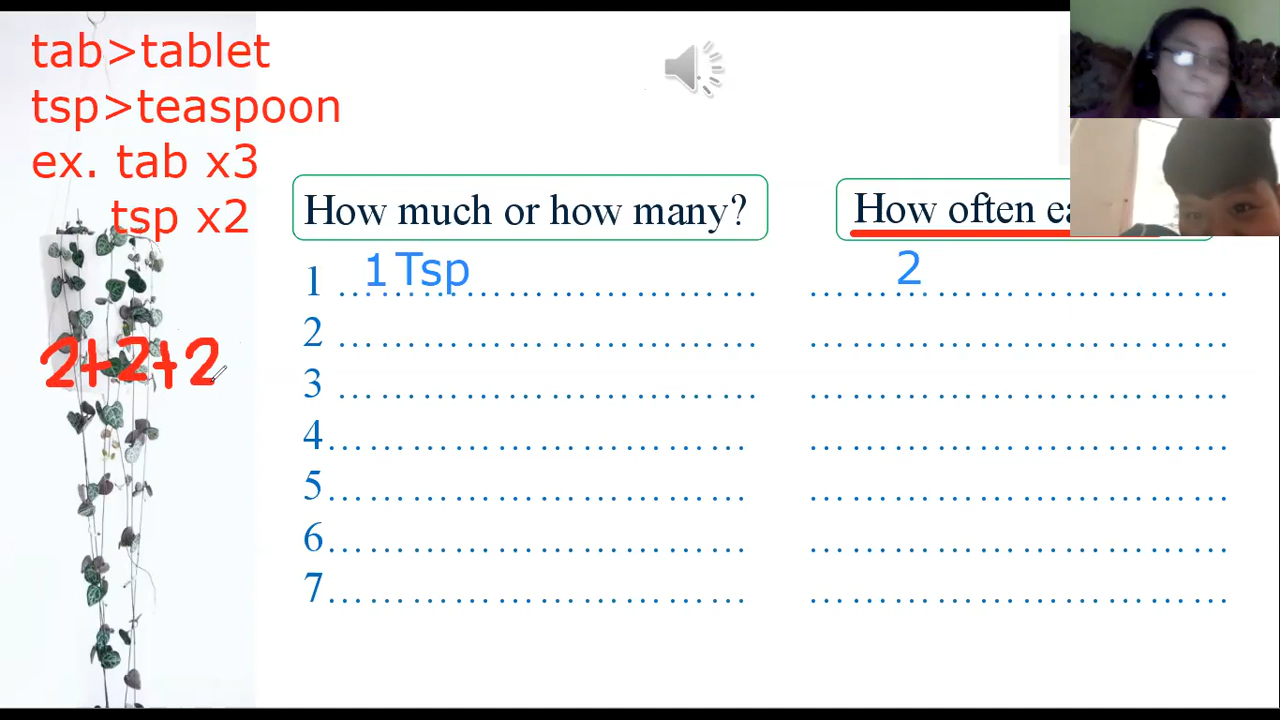 tab>tablet
tsp>teaspoon
ex. tab x3
tsp x2
2+2+2
How much or how many?
How often
1 1 Tsp ........................ 2
2 ........................
3 ........................
4 ........................
5 ........................
6 ........................
7 ........................